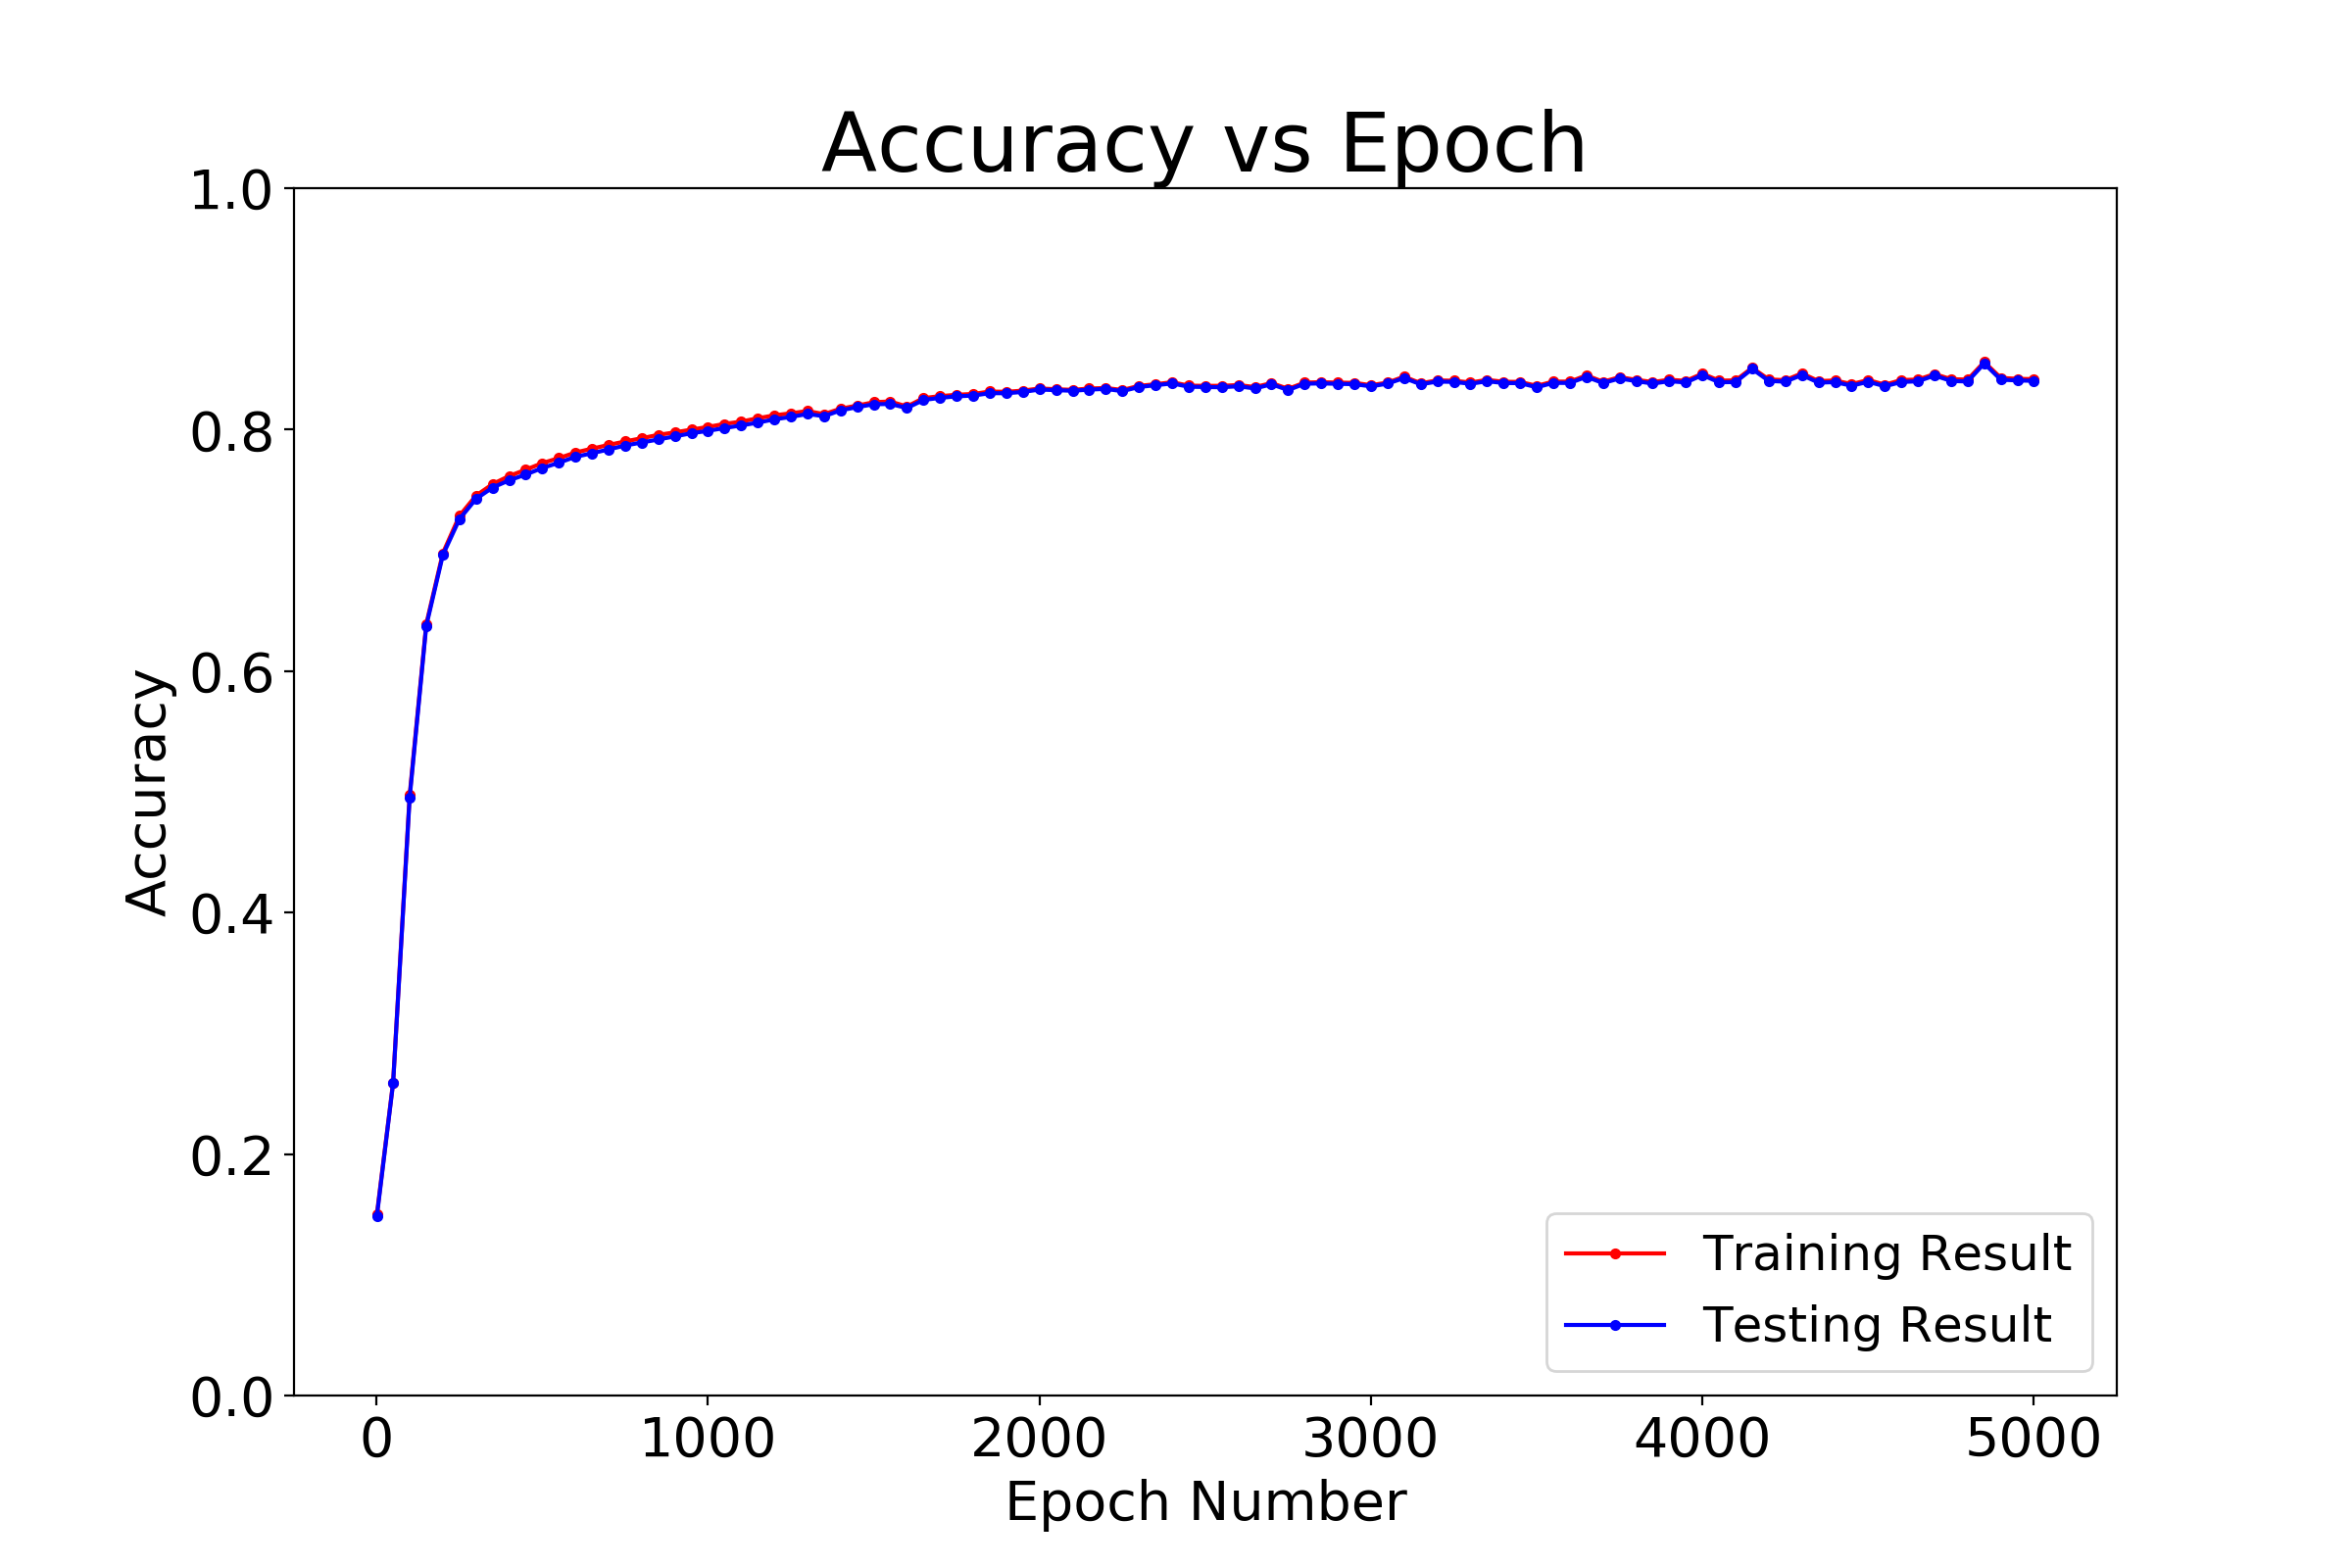 Accuracy vs Epoch
1.0
0.8
0.6
0.4
0.2
0.0
Accuracy
0 1000 2000 3000 4000 5000
Epoch Number
Training Result
Testing Result